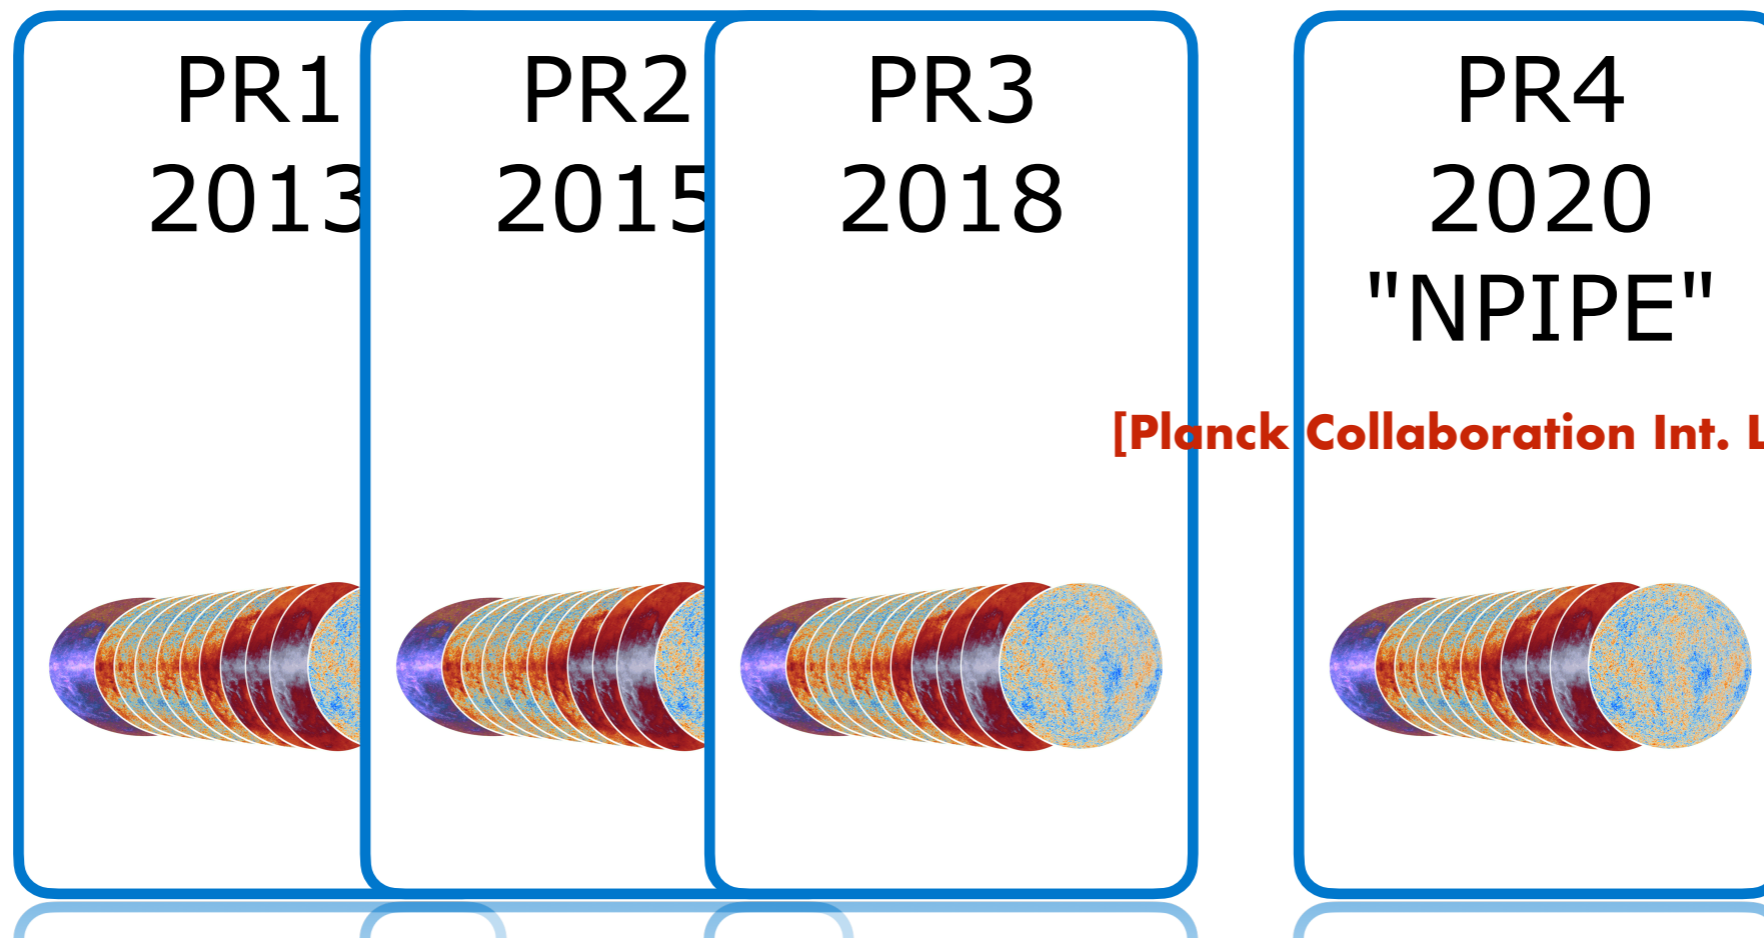 PR1
2013
PR2
2015
PR3
2018
PR4
2020
"NPIPE"
[Planck Collaboration Int. L